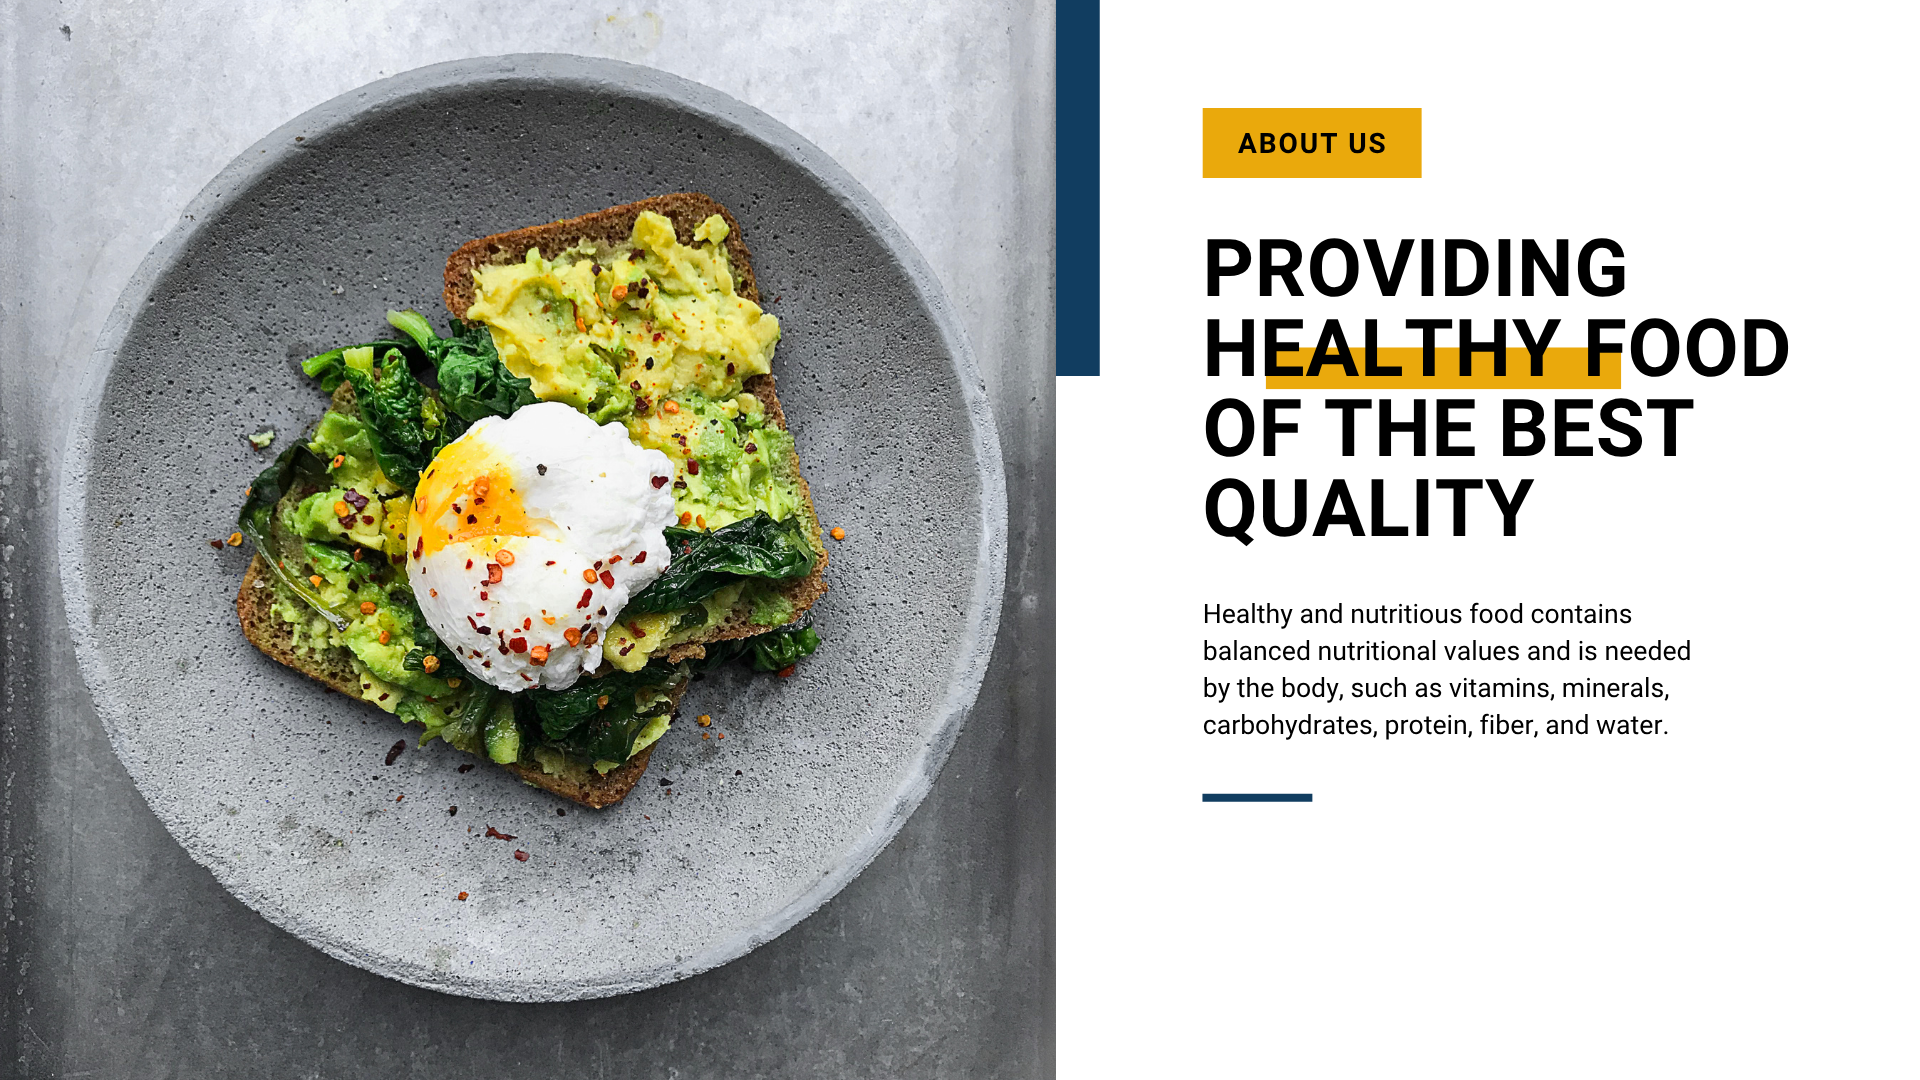 ABOUT US
PROVIDING
HEALTHY FOOD
OF THE BEST
QUALITY
Healthy and nutritious food contains
balanced nutritional values and is needed
by the body, such as vitamins, minerals,
carbohydrates, protein, fiber, and water.